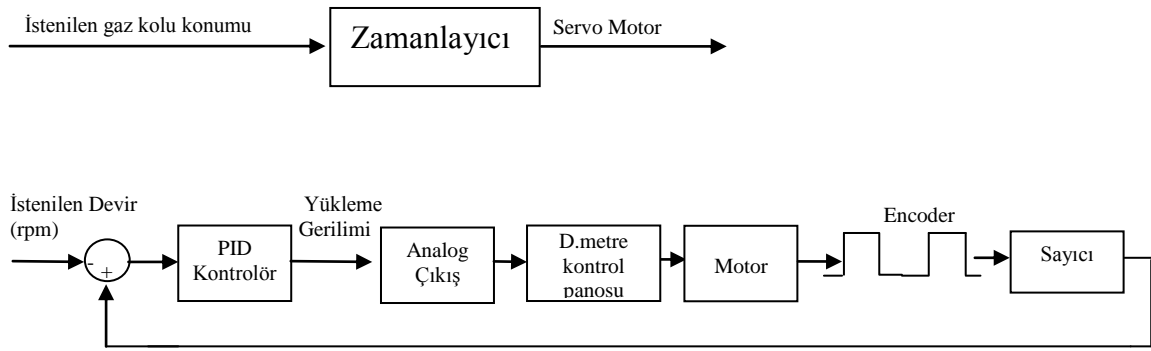 İstenilen gaz kolu konumu
Zamanlayıcı
Servo Motor
İstenilen Devir
(rpm)
-
+
PID
Kontrolör
Yükleme
Gerilimi
Analog
Çıkış
D.metre
kontrol
panosu
Motor
Encoder
Sayıcı